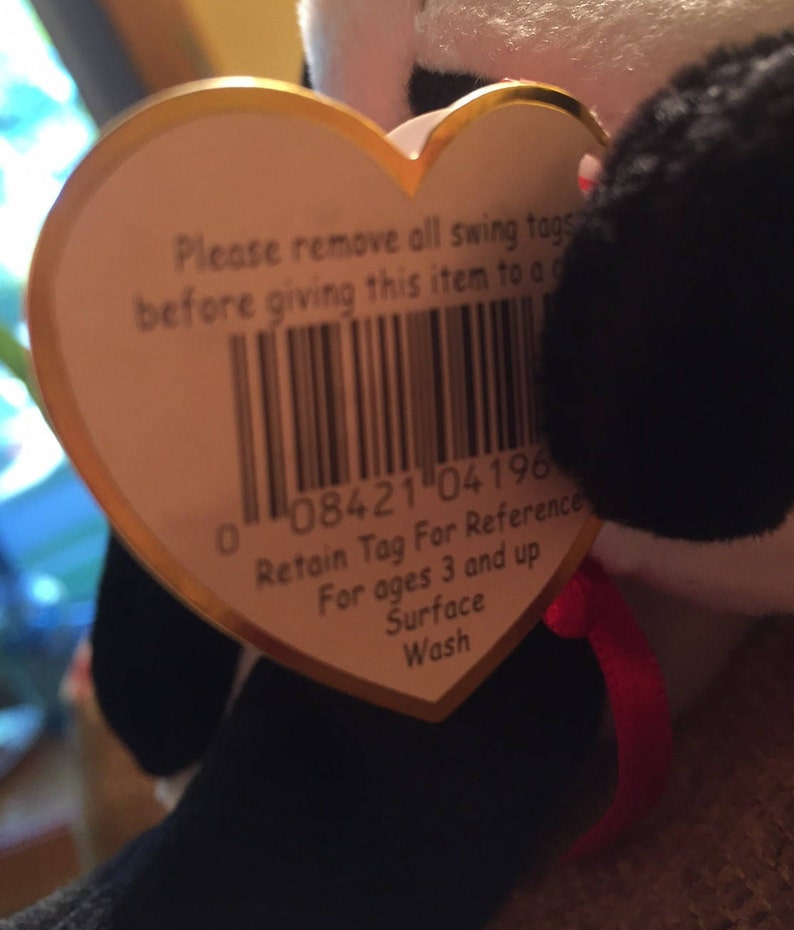 Please remove all swing tags
before giving this item to a
0 08421 04196
Retain Tag For Reference
For ages 3 and up
Surface
Wash